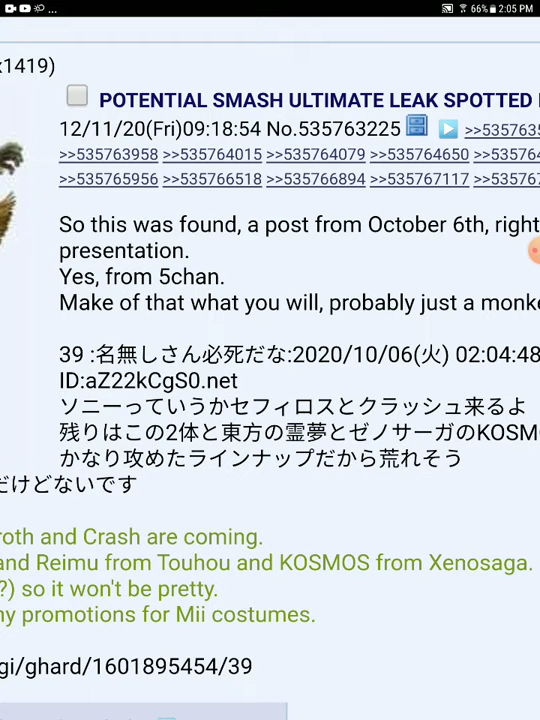 ... 66% 2:05 PM
x1419)
POTENTIAL SMASH ULTIMATE LEAK SPOTTED
12/11/20(Fri)09:18:54 No.535763225 >>5357635
>>535763958 >>535764015 >>535764079 >>535764650 >>53576
>>535765956 >>535766518 >>535766894 >>535767117 >>53576
So this was found, a post from October 6th, right
presentation.
Yes, from 5chan.
Make of that what you will, probably just a monk
39 :名無しさん必死だな:2020/10/06(火) 02:04:48
ID:aZ22kCgS0.net
ソニーっていうかセフィロスとクラッシュ来るよ
残りはこの2体と東方の霊夢とゼノサーガのKOSM
かなり攻めたラインナップだから荒れそう
だけどないです
roth and Crash are coming.
and Reimu from Touhou and KOSMOS from Xenosaga.
?) so it won't be pretty.
ny promotions for Mii costumes.
gi/ghard/1601895454/39